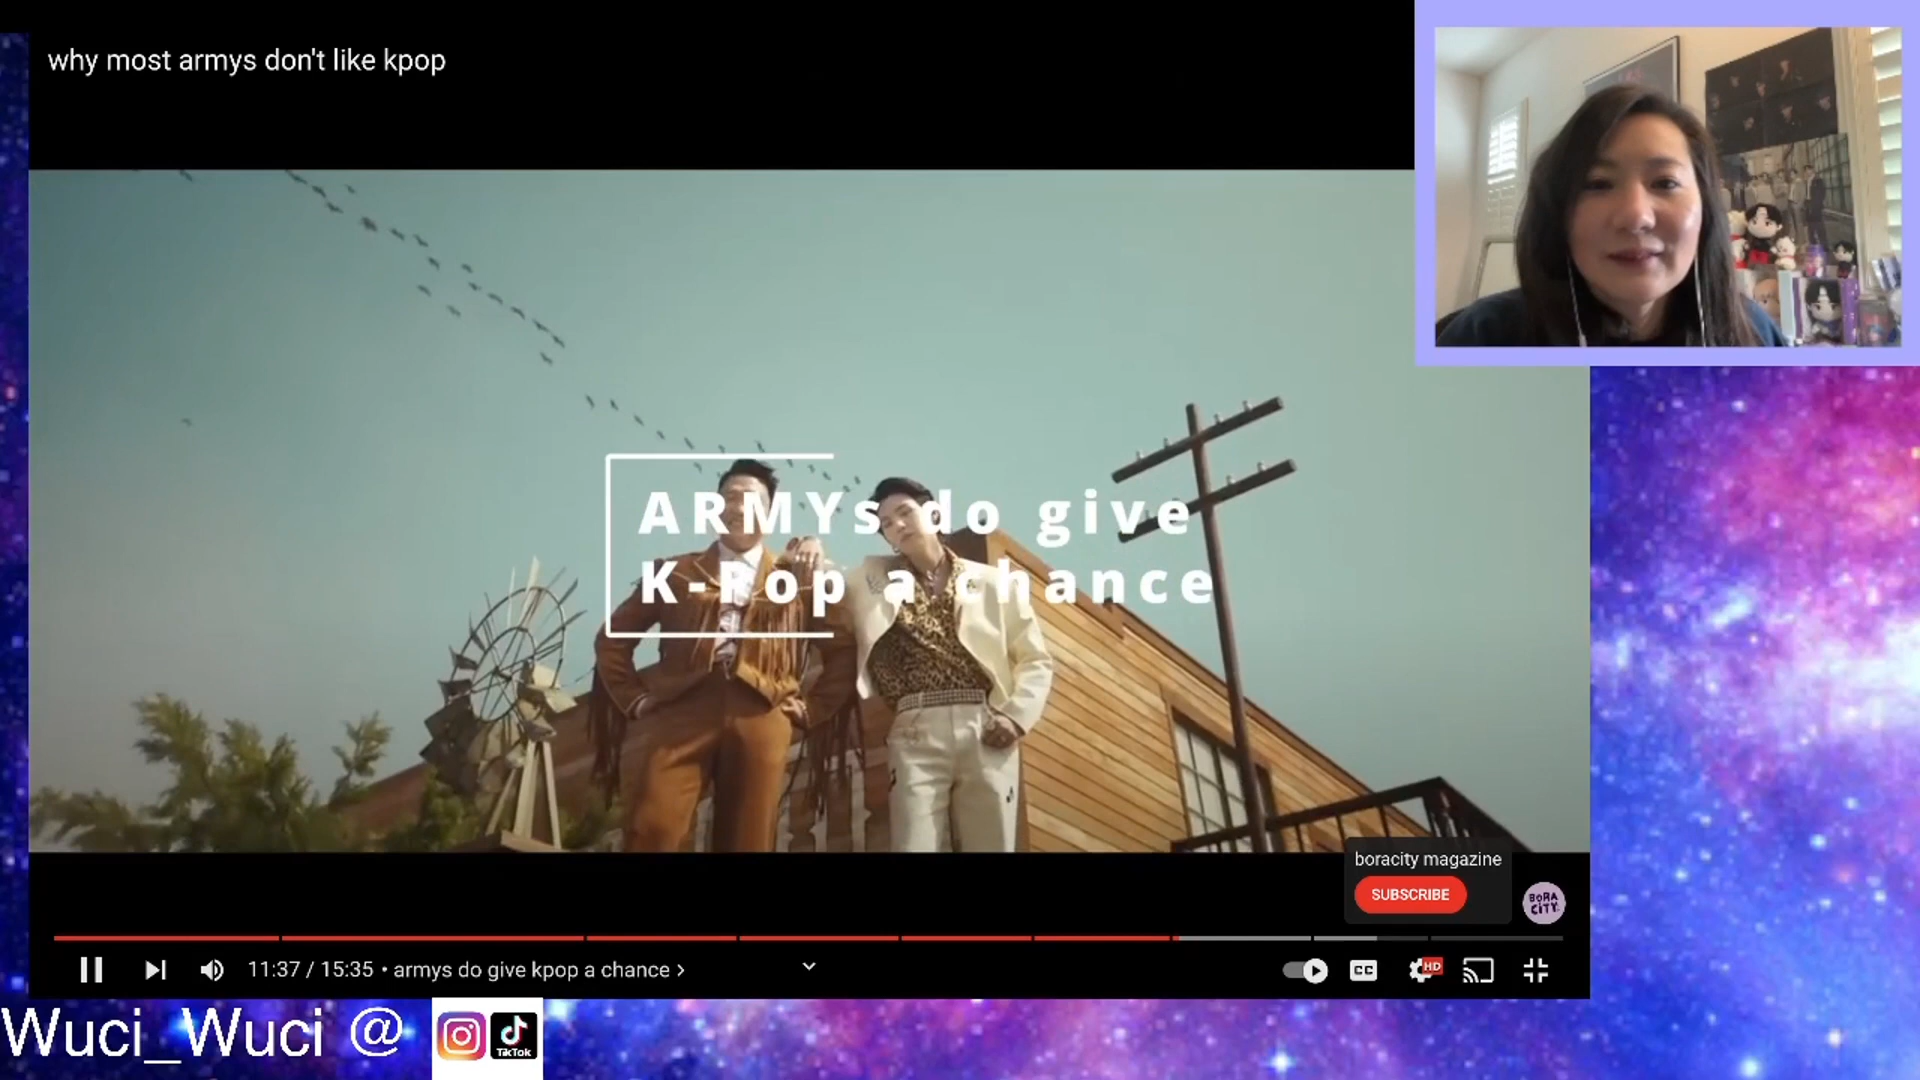 why most armys don't like kpop
ARMYs do give
K-Pop a chance
boracity magazine
SUBSCRIBE
BORA
CITY
11:37 / 15:35 • armys do give kpop a chance >
CC
HD
Wuci_Wuci @
TikTok